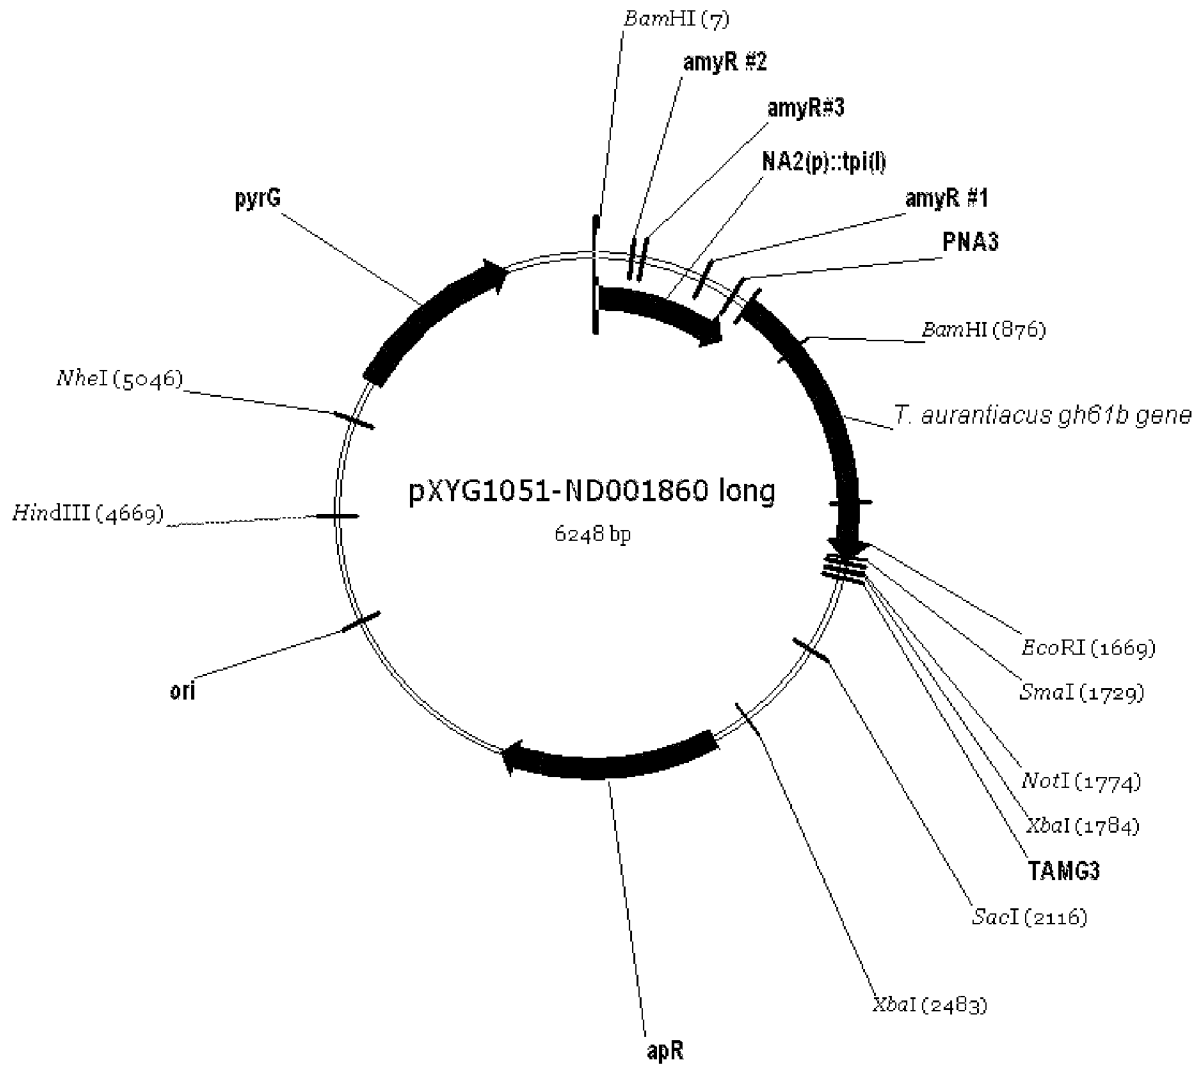 BamHI (7)
amyR #2
amyR#3
NA2(p)::tpi(l)
amyR #1
PNA3
pyrG
BamHI (876)
NheI (5046)
T. aurantiacus gh61b gene
pXYG1051-ND001860 long
6248 bp
HindIII (4669)
EcoRI (1669)
SmaI (1729)
ori
NotI (1774)
XbaI (1784)
TAMG3
SacI (2116)
XbaI (2483)
apR